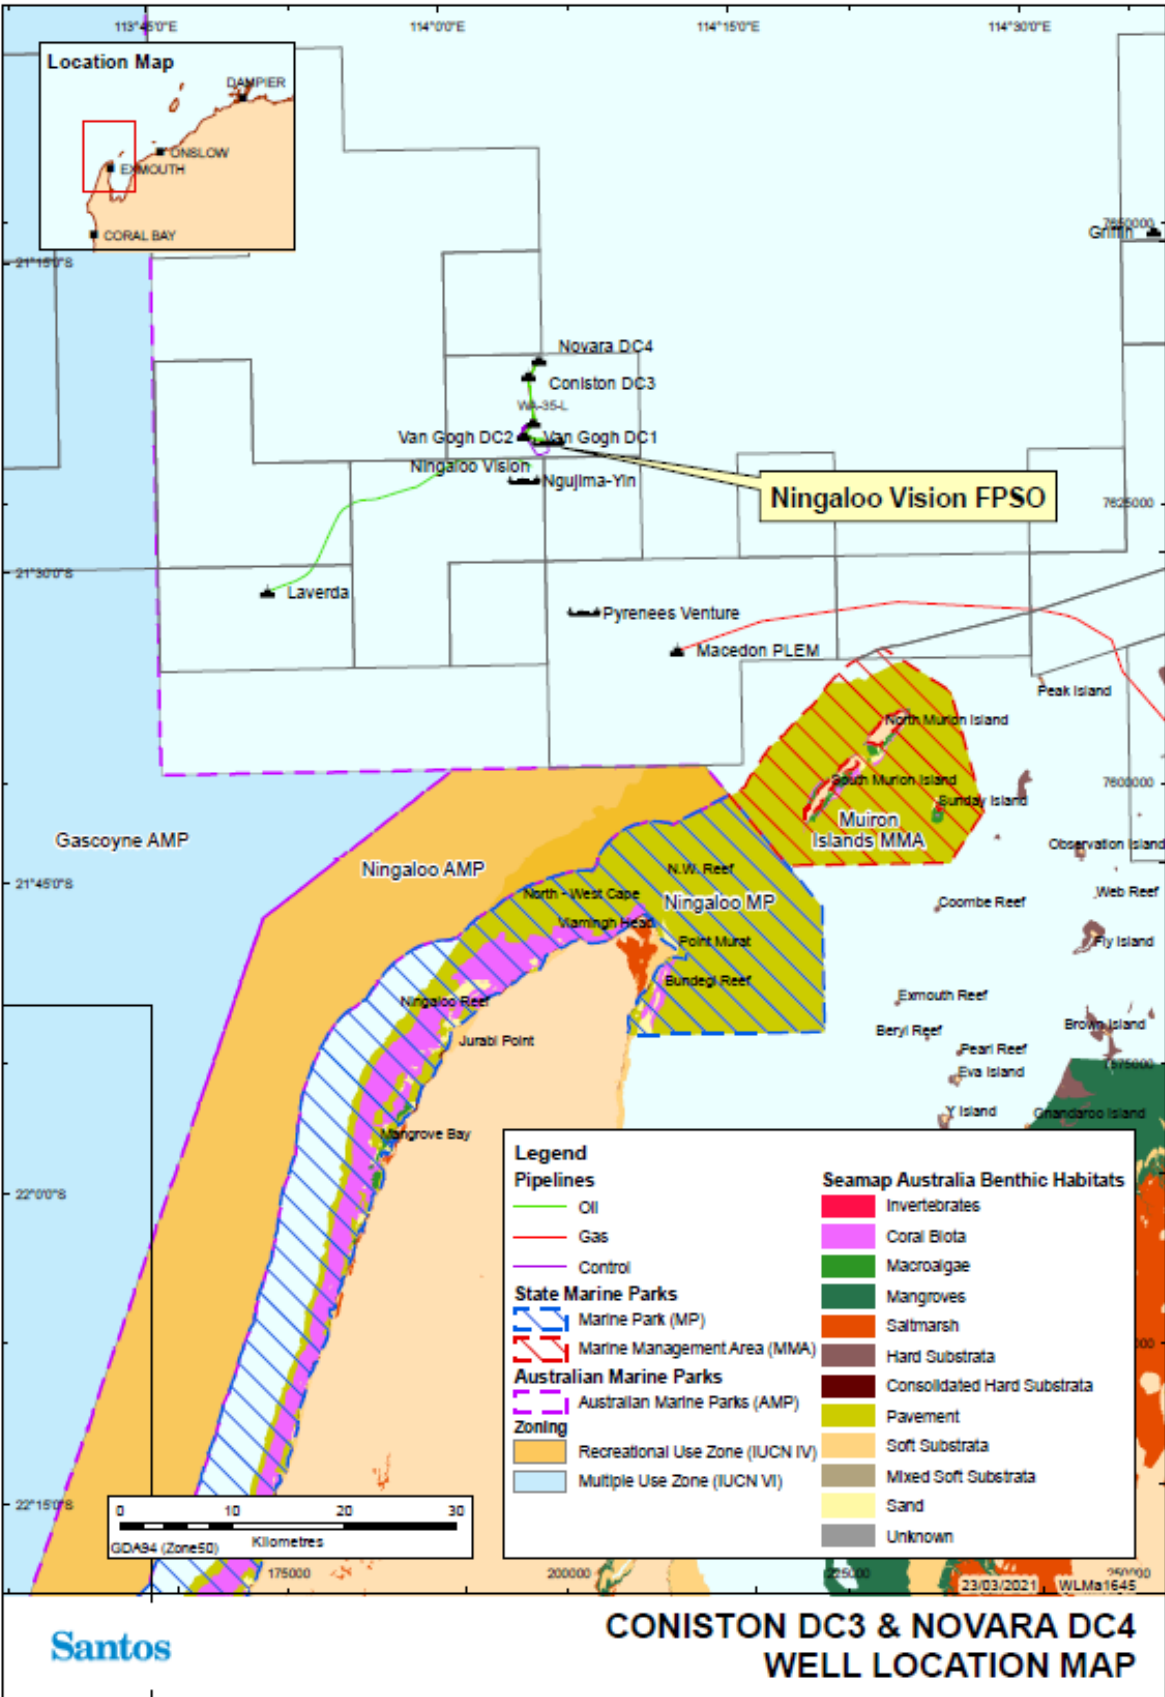 113°45'0"E
114°0'0"E
114°15'0"E
114°30'0"E
Location Map
DAMPIER
ONSLOW
EXMOUTH
CORAL BAY
7650000
Griffin
21°15'0"S
Novara DC4
Coniston DC3
WA-35-L
Van Gogh DC2
Van Gogh DC1
Ningaloo Vision
Ngujima-Yin
Ningaloo Vision FPSO
7625000
21°30'0"S
Laverda
Pyrenees Venture
Macedon PLEM
Peak Island
North Murion Island
South Murion Island
7600000
Sunday Island
Muiron
Islands MMA
Gascoyne AMP
Observation Island
Ningaloo AMP
N.W. Reef
21°45'0"S
North - West Cape
Ningaloo MP
Web Reef
Coombe Reef
Vlamingh Head
Point Murat
Fly Island
Bundegi Reef
Ningaloo Reef
Exmouth Reef
Beryl Reef
Brown Island
Jurabi Point
Pearl Reef
7575000
Eva Island
Y Island
Gnandaroo Island
Mangrove Bay
22°0'0"S
Legend
Pipelines
Oil
Gas
Control
State Marine Parks
Marine Park (MP)
Marine Management Area (MMA)
Australian Marine Parks
Australian Marine Parks (AMP)
Zoning
Recreational Use Zone (IUCN IV)
Multiple Use Zone (IUCN VI)
Seamap Australia Benthic Habitats
Invertebrates
Coral Biota
Macroalgae
Mangroves
Saltmarsh
Hard Substrata
Consolidated Hard Substrata
Pavement
Soft Substrata
Mixed Soft Substrata
Sand
Unknown
22°15'0"S
0 10 20 30
Kilometres
GDA94 (Zone50)
175000
200000
225000
250000
23/03/2021 WLMa1645
Santos
CONISTON DC3 & NOVARA DC4
WELL LOCATION MAP